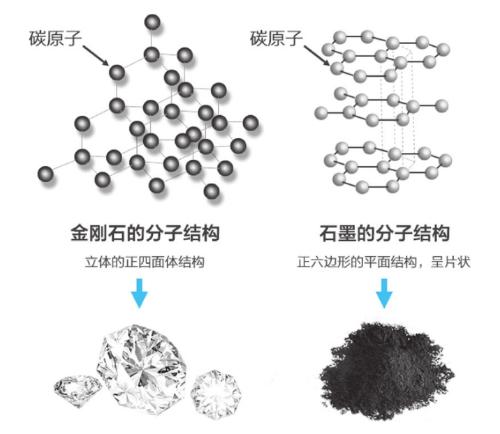 碳原子
碳原子
金刚石的分子结构
石墨的分子结构
立体的正四面体结构
正六边形的平面结构，呈片状